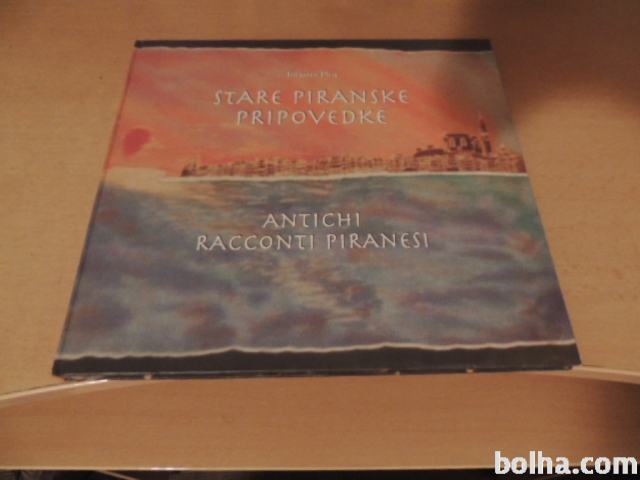 STARE PIRANSKE
PRIPOVEDKE
ANTICHI
RACCONTI PIRANESI
bolha.com